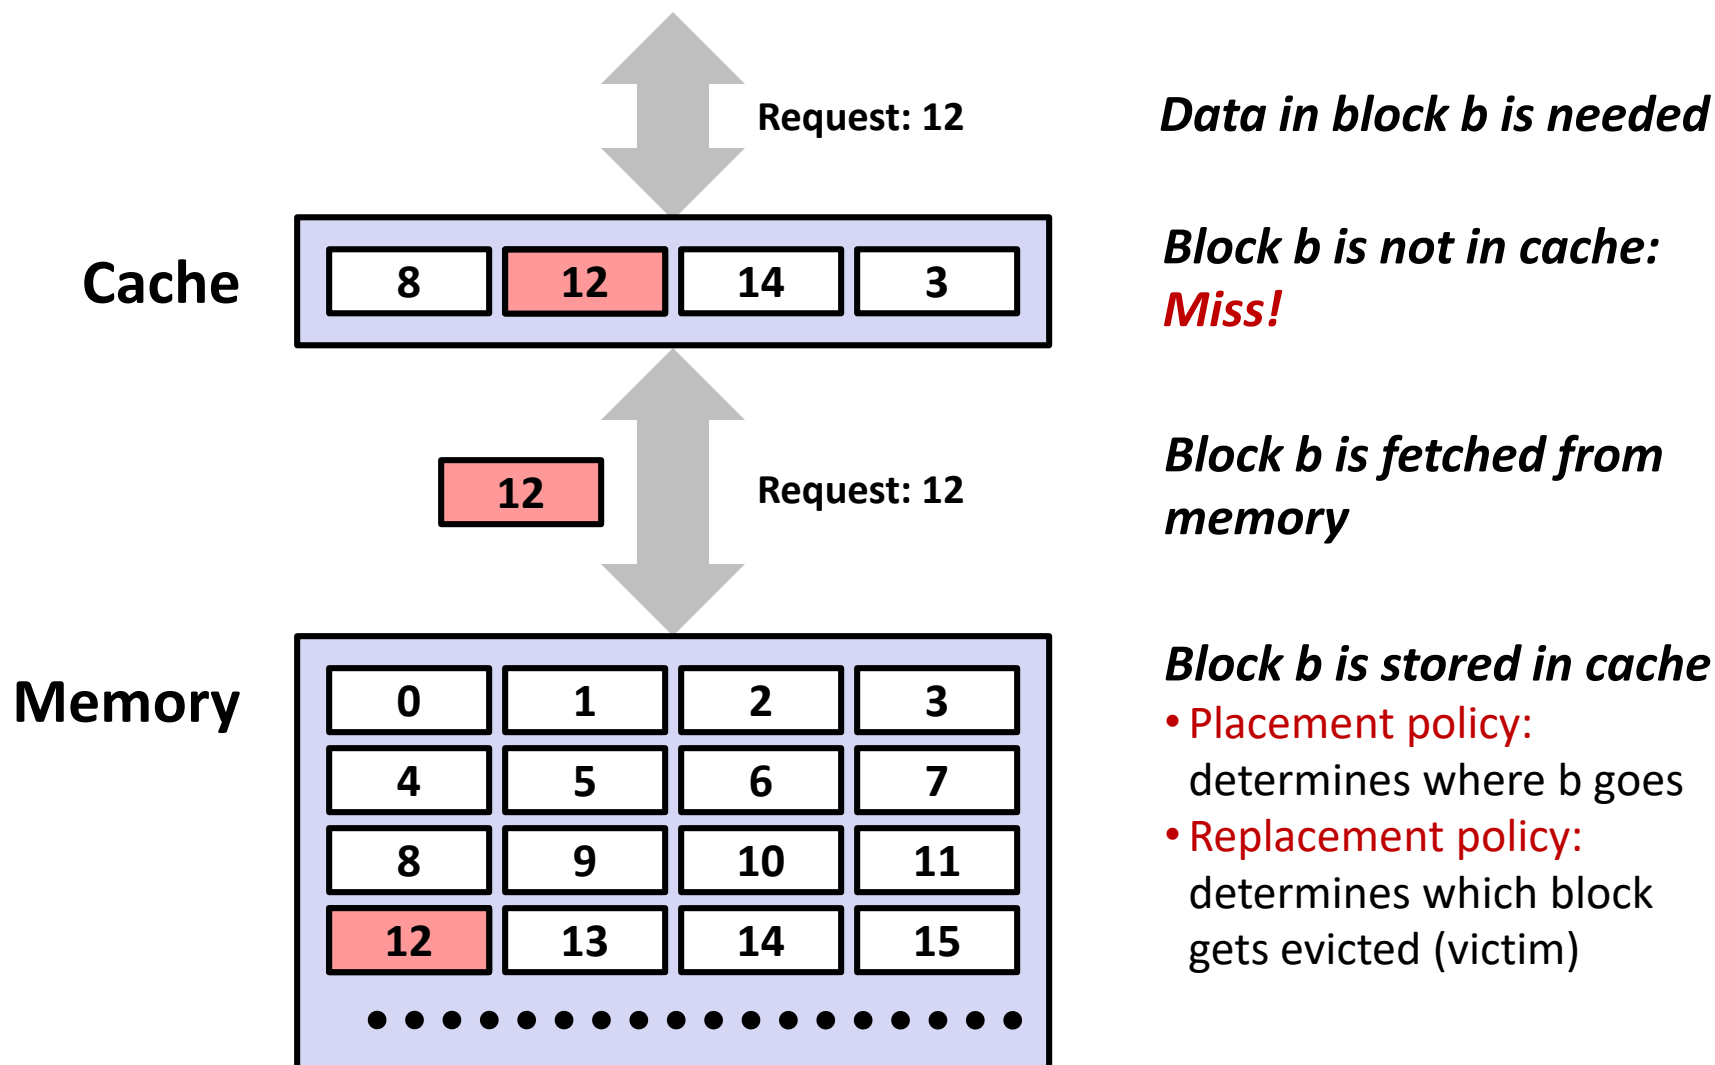 Request: 12
Data in block b is needed
Cache
8 12 14 3
Block b is not in cache:
Miss!
12
Request: 12
Block b is fetched from
memory
Memory
0 1 2 3
4 5 6 7
8 9 10 11
12 13 14 15
Block b is stored in cache
• Placement policy:
determines where b goes
• Replacement policy:
determines which block
gets evicted (victim)